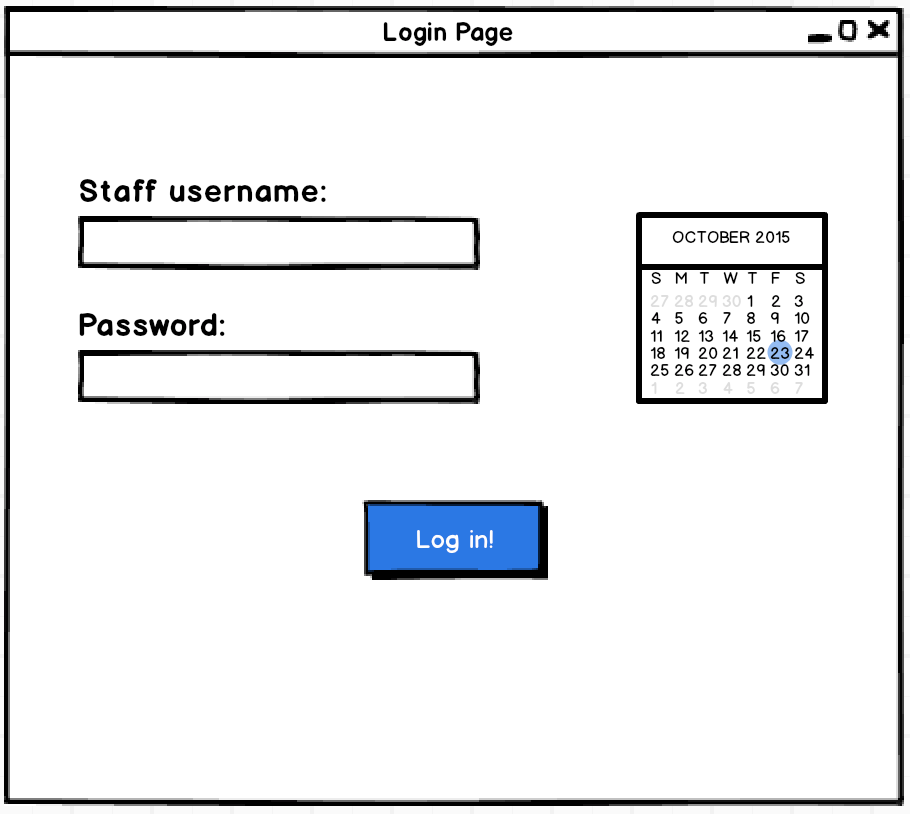 Login Page
Staff username:
Password:
OCTOBER 2015
S M T W T F S
27 28 29 30 1 2 3
4 5 6 7 8 9 10
11 12 13 14 15 16 17
18 19 20 21 22 23 24
25 26 27 28 29 30 31
1 2 3 4 5 6 7
Log in!